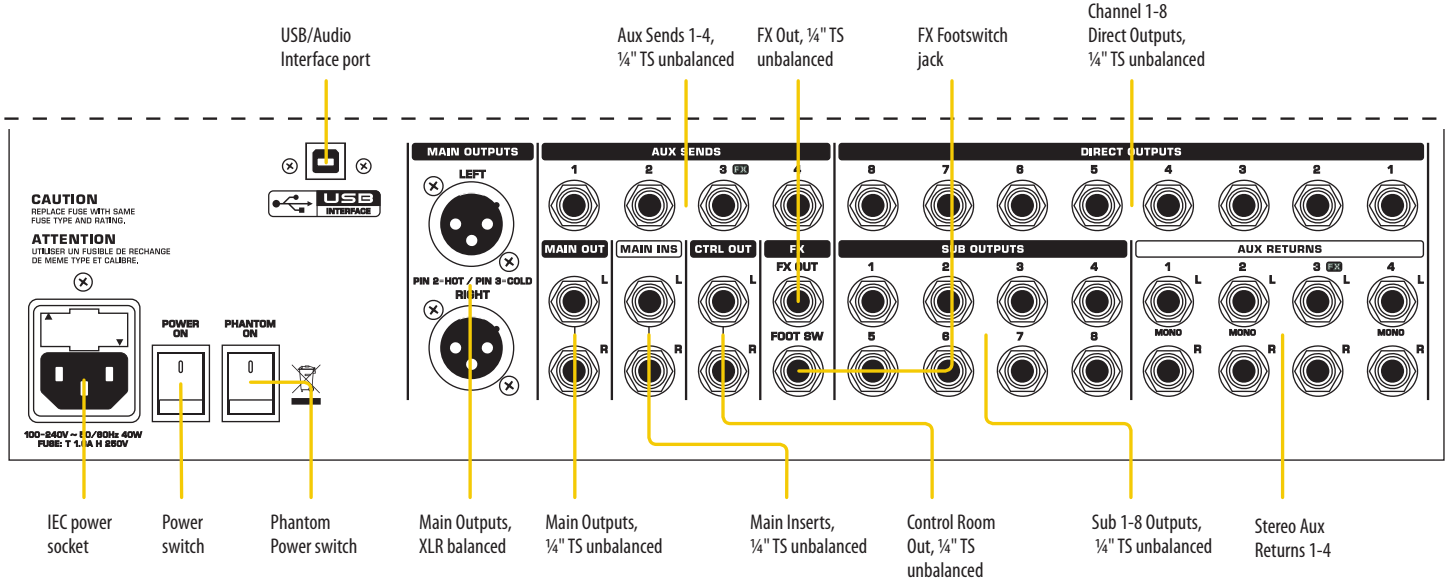 USB/Audio
Interface port
Aux Sends 1-4,
¼" TS unbalanced
FX Out, ¼" TS
unbalanced
FX Footswitch
jack
Channel 1-8
Direct Outputs,
¼" TS unbalanced
CAUTION
REPLACE FUSE WITH SAME
FUSE TYPE AND RATING.
ATTENTION
UTILISER UN FUSIBLE DE RECHANGE
DE MEME TYPE ET CALIBRE.
USB
INTERFACE
POWER
ON
PHANTOM
ON
100-240V ~ 50/60Hz 40W
FUSE: T 1.0A H 250V
MAIN OUTPUTS
LEFT
PIN 2-HOT / PIN 3-COLD
RIGHT
AUX SENDS
1 2 3 FX 4
DIRECT OUTPUTS
8 7 6 5 4 3 2 1
MAIN OUT
L
R
MAIN INS
L
R
CTRL OUT
L
R
FX
FX OUT
FOOT SW
SUB OUTPUTS
1 2 3 4
5 6 7 8
AUX RETURNS
1 2 3 FX 4
L L L L
MONO MONO MONO
R R R R
IEC power
socket
Power
switch
Phantom
Power switch
Main Outputs,
XLR balanced
Main Outputs,
¼" TS unbalanced
Main Inserts,
¼" TS unbalanced
Control Room
Out, ¼" TS
unbalanced
Sub 1-8 Outputs,
¼" TS unbalanced
Stereo Aux
Returns 1-4